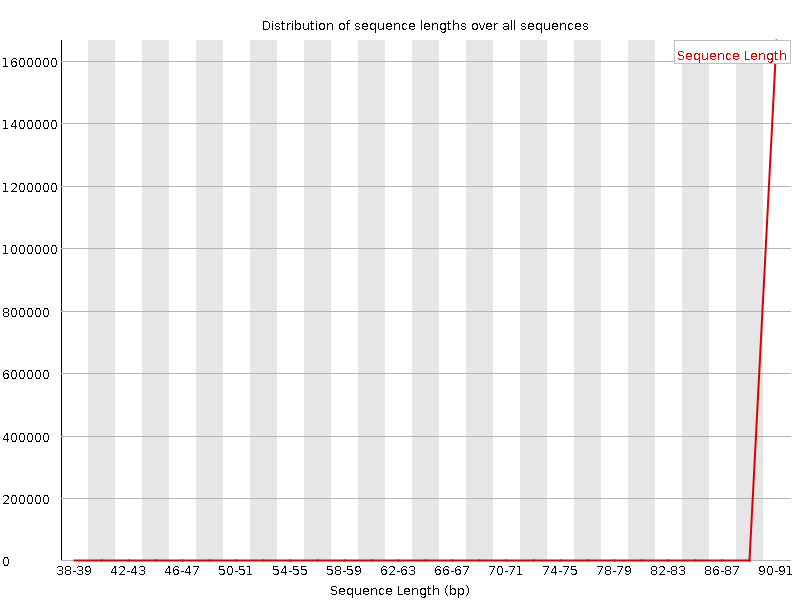 Distribution of sequence lengths over all sequences
Sequence Length
1600000
1400000
1200000
1000000
800000
600000
400000
200000
0
38-39 42-43 46-47 50-51 54-55 58-59 62-63 66-67 70-71 74-75 78-79 82-83 86-87 90-91
Sequence Length (bp)